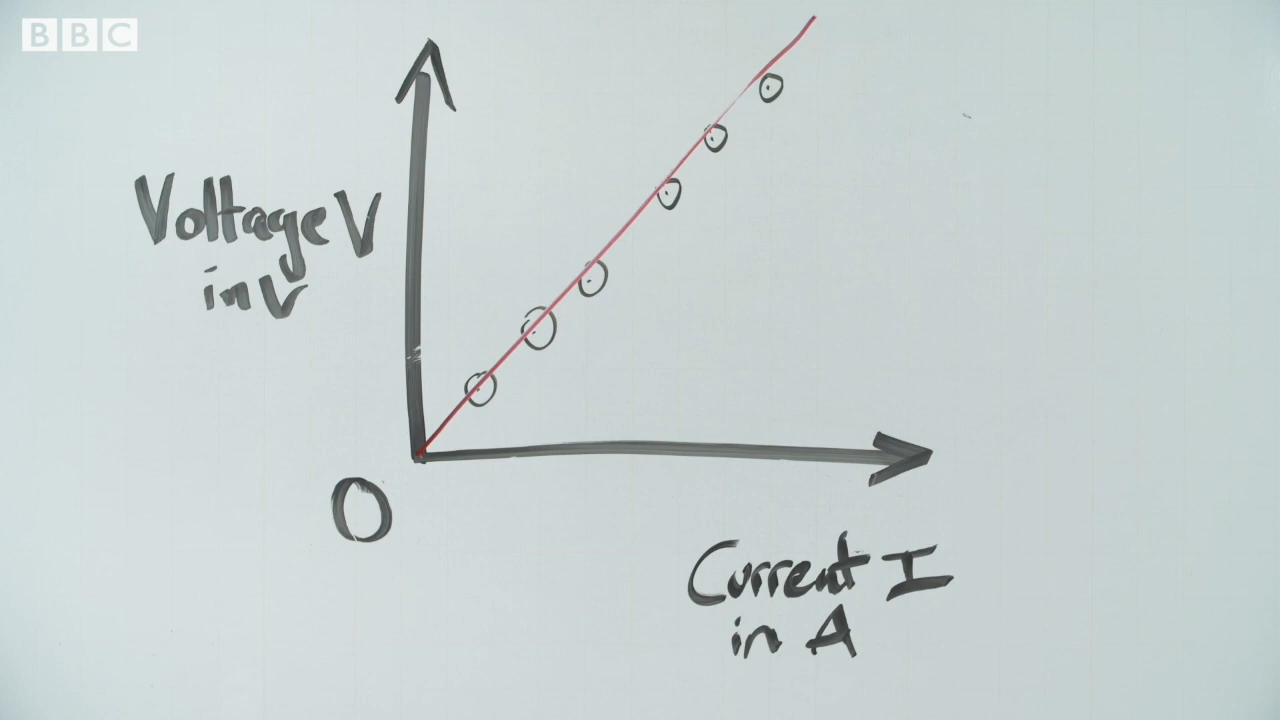 BBC
Voltage V
in V
O
Current I
in A